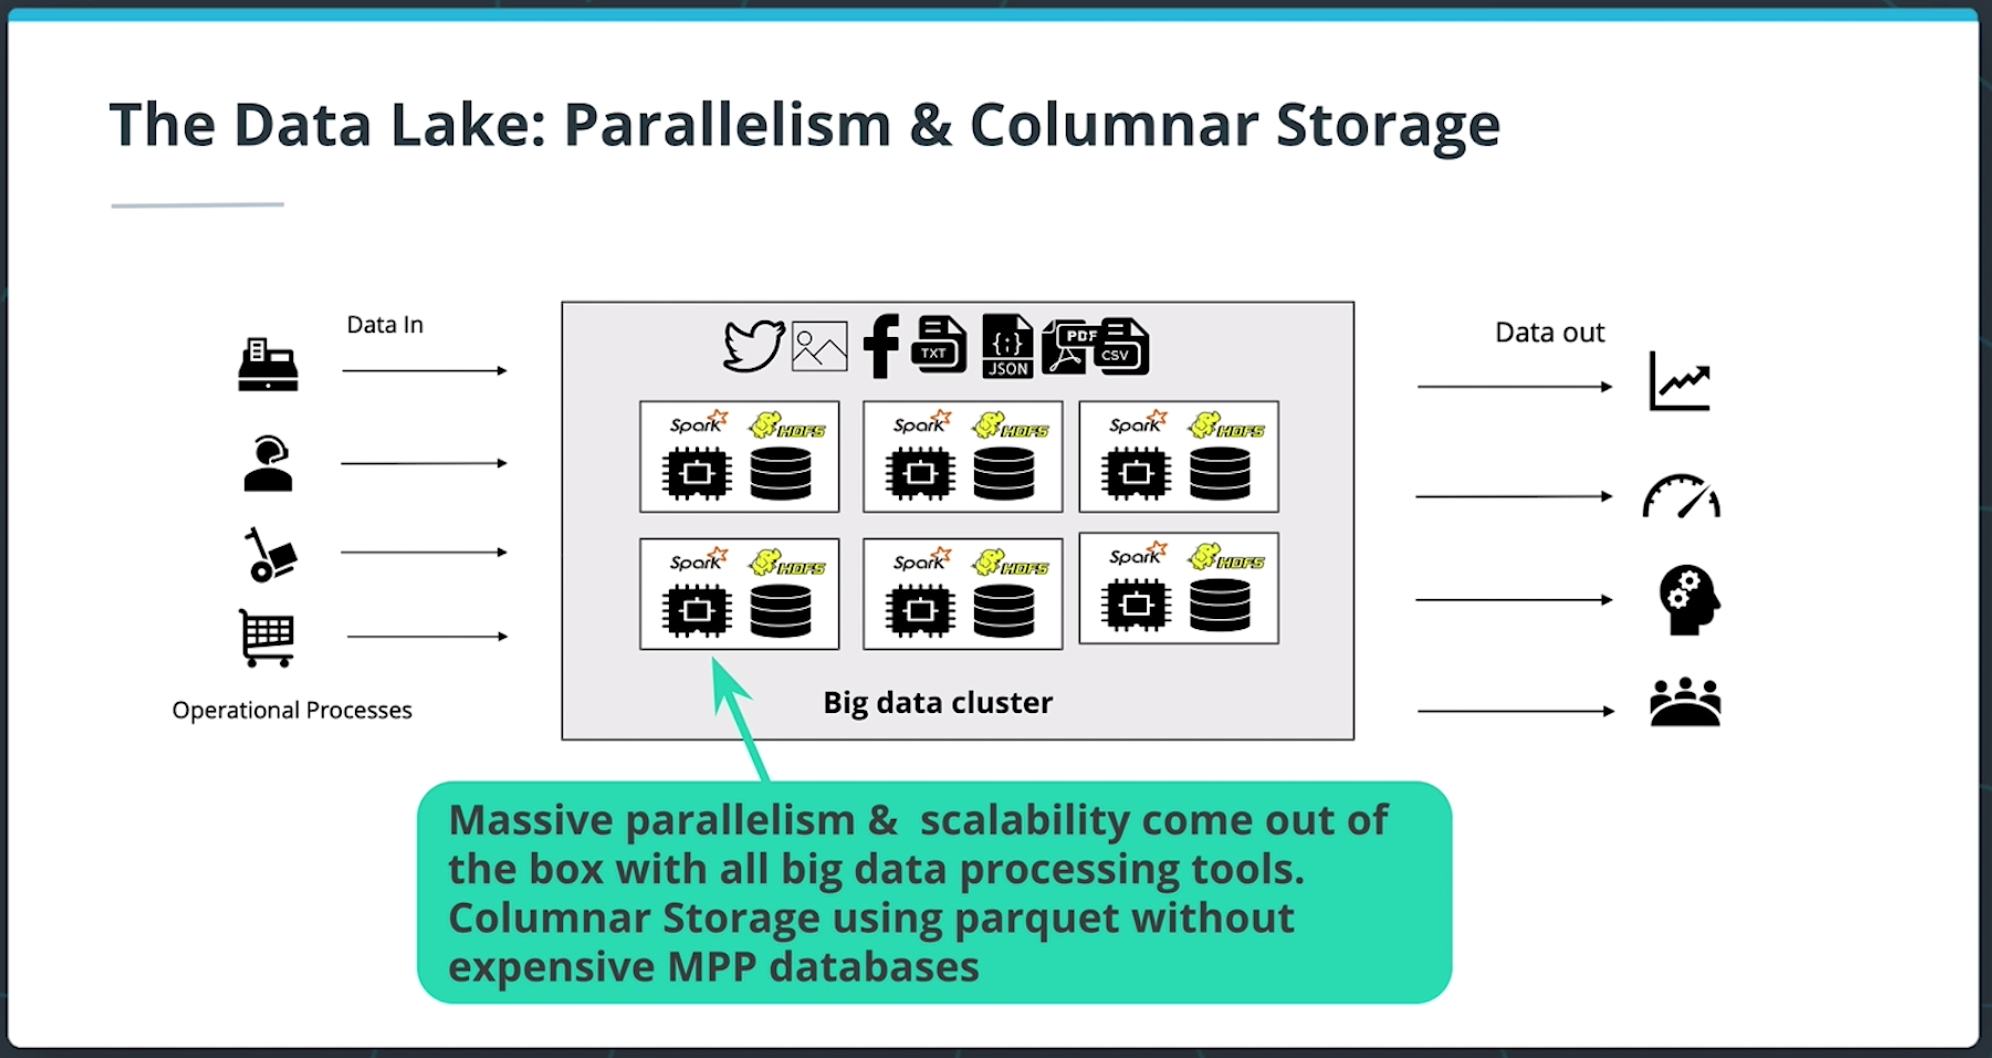 The Data Lake: Parallelism & Columnar Storage
Data In
Data out
TXT
JSON
PDF
CSV
Spark HDFS
Spark HDFS
Spark HDFS
Spark HDFS
Spark HDFS
Spark HDFS
Operational Processes
Big data cluster
Massive parallelism & scalability come out of
the box with all big data processing tools.
Columnar Storage using parquet without
expensive MPP databases